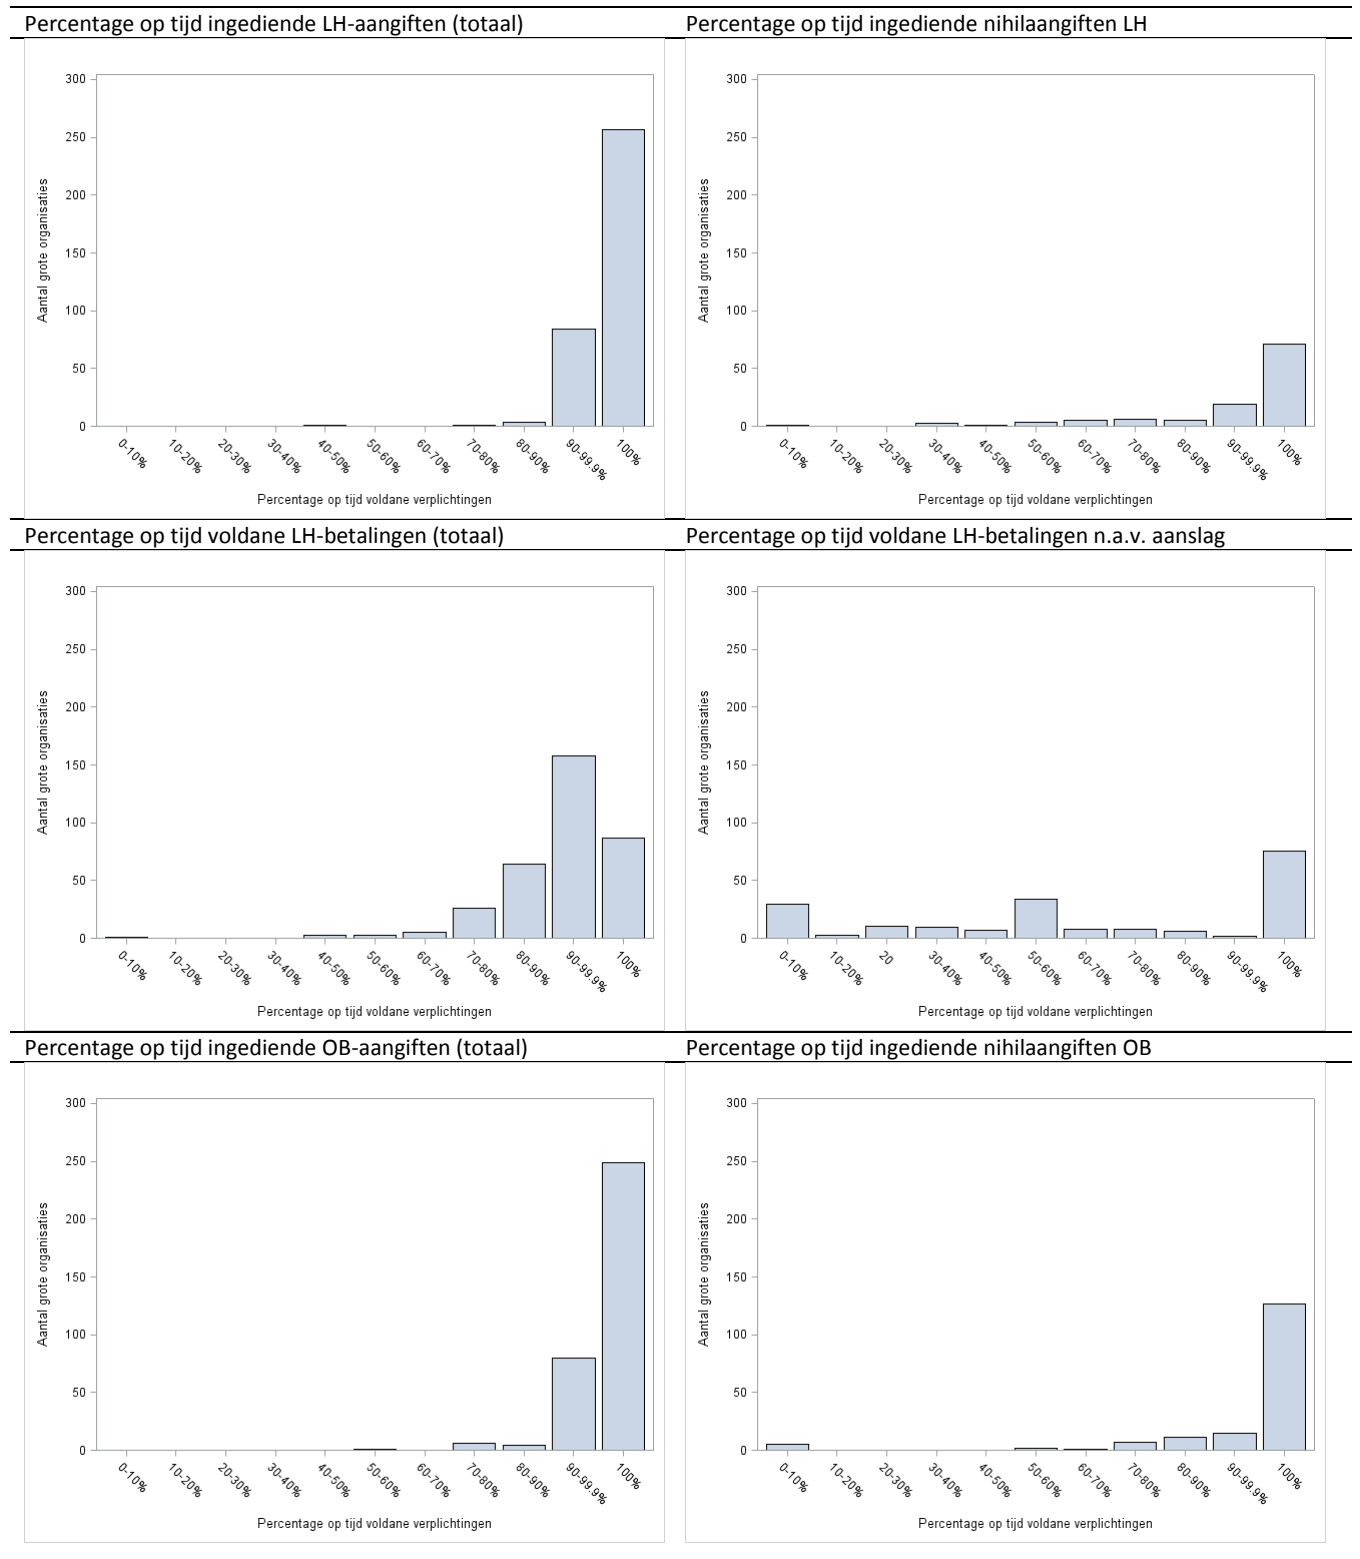 Percentage op tijd ingediende LH-aangiften (totaal)
Percentage op tijd ingediende nihilaangiften LH
300
250
200
150
100
50
0
Aantal grote organisaties
0-10% 10-20% 20-30% 30-40% 40-50% 50-60% 60-70% 70-80% 80-90% 90-99.9% 100%
Percentage op tijd voldane verplichtingen
300
250
200
150
100
50
0
Aantal grote organisaties
0-10% 10-20% 20-30% 30-40% 40-50% 50-60% 60-70% 70-80% 80-90% 90-99.9% 100%
Percentage op tijd voldane verplichtingen
Percentage op tijd voldane LH-betalingen (totaal)
Percentage op tijd voldane LH-betalingen n.a.v. aanslag
300
250
200
150
100
50
0
Aantal grote organisaties
0-10% 10-20% 20-30% 30-40% 40-50% 50-60% 60-70% 70-80% 80-90% 90-99.9% 100%
Percentage op tijd voldane verplichtingen
300
250
200
150
100
50
0
Aantal grote organisaties
0-10% 10-20% 20 30-40% 40-50% 50-60% 60-70% 70-80% 80-90% 90-99.9% 100%
Percentage op tijd voldane verplichtingen
Percentage op tijd ingediende OB-aangiften (totaal)
Percentage op tijd ingediende nihilaangiften OB
300
250
200
150
100
50
0
Aantal grote organisaties
0-10% 10-20% 20-30% 30-40% 40-50% 50-60% 60-70% 70-80% 80-90% 90-99.9% 100%
Percentage op tijd voldane verplichtingen
300
250
200
150
100
50
0
Aantal grote organisaties
0-10% 10-20% 20-30% 30-40% 40-50% 50-60% 60-70% 70-80% 80-90% 90-99.9% 100%
Percentage op tijd voldane verplichtingen